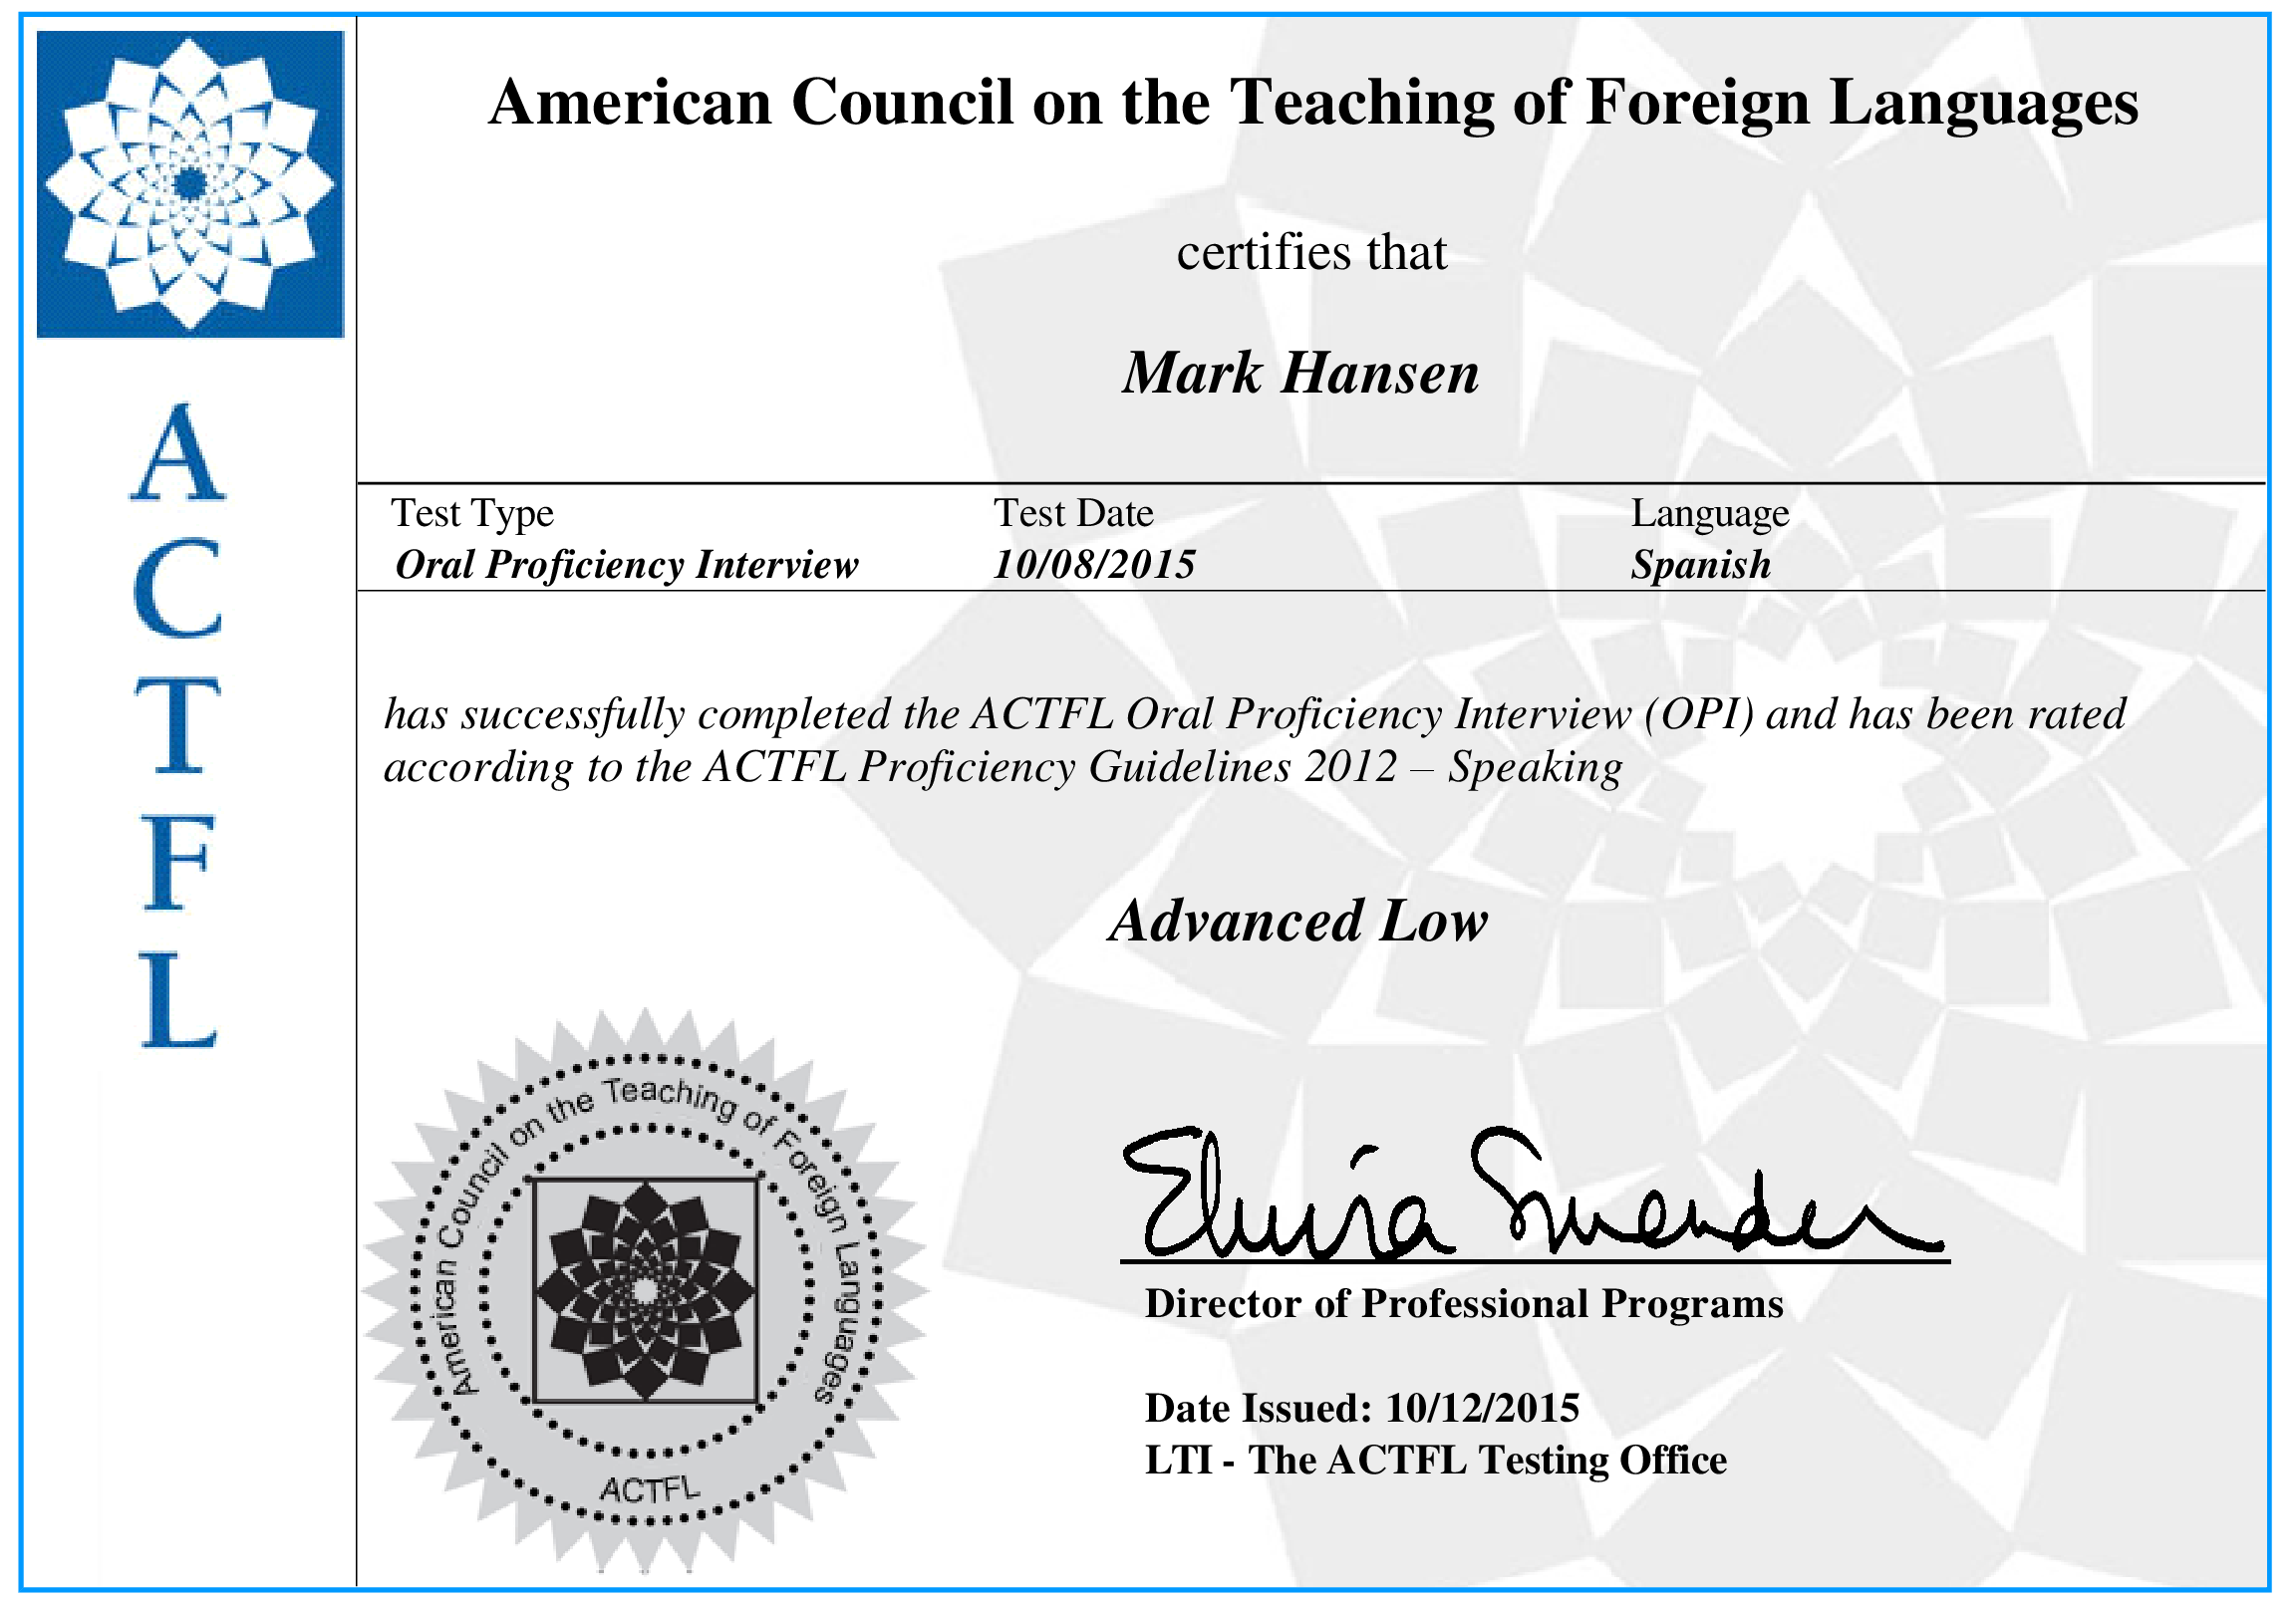 American Council on the Teaching of Foreign Languages
certifies that
Mark Hansen
A
C
T
F
L
Test Type Test Date Language
Oral Proficiency Interview 10/08/2015 Spanish
has successfully completed the ACTFL Oral Proficiency Interview (OPI) and has been rated
according to the ACTFL Proficiency Guidelines 2012 – Speaking
Advanced Low
American Council on the Teaching of Foreign Languages
ACTFL
Elvira Swender
Director of Professional Programs
Date Issued: 10/12/2015
LTI - The ACTFL Testing Office